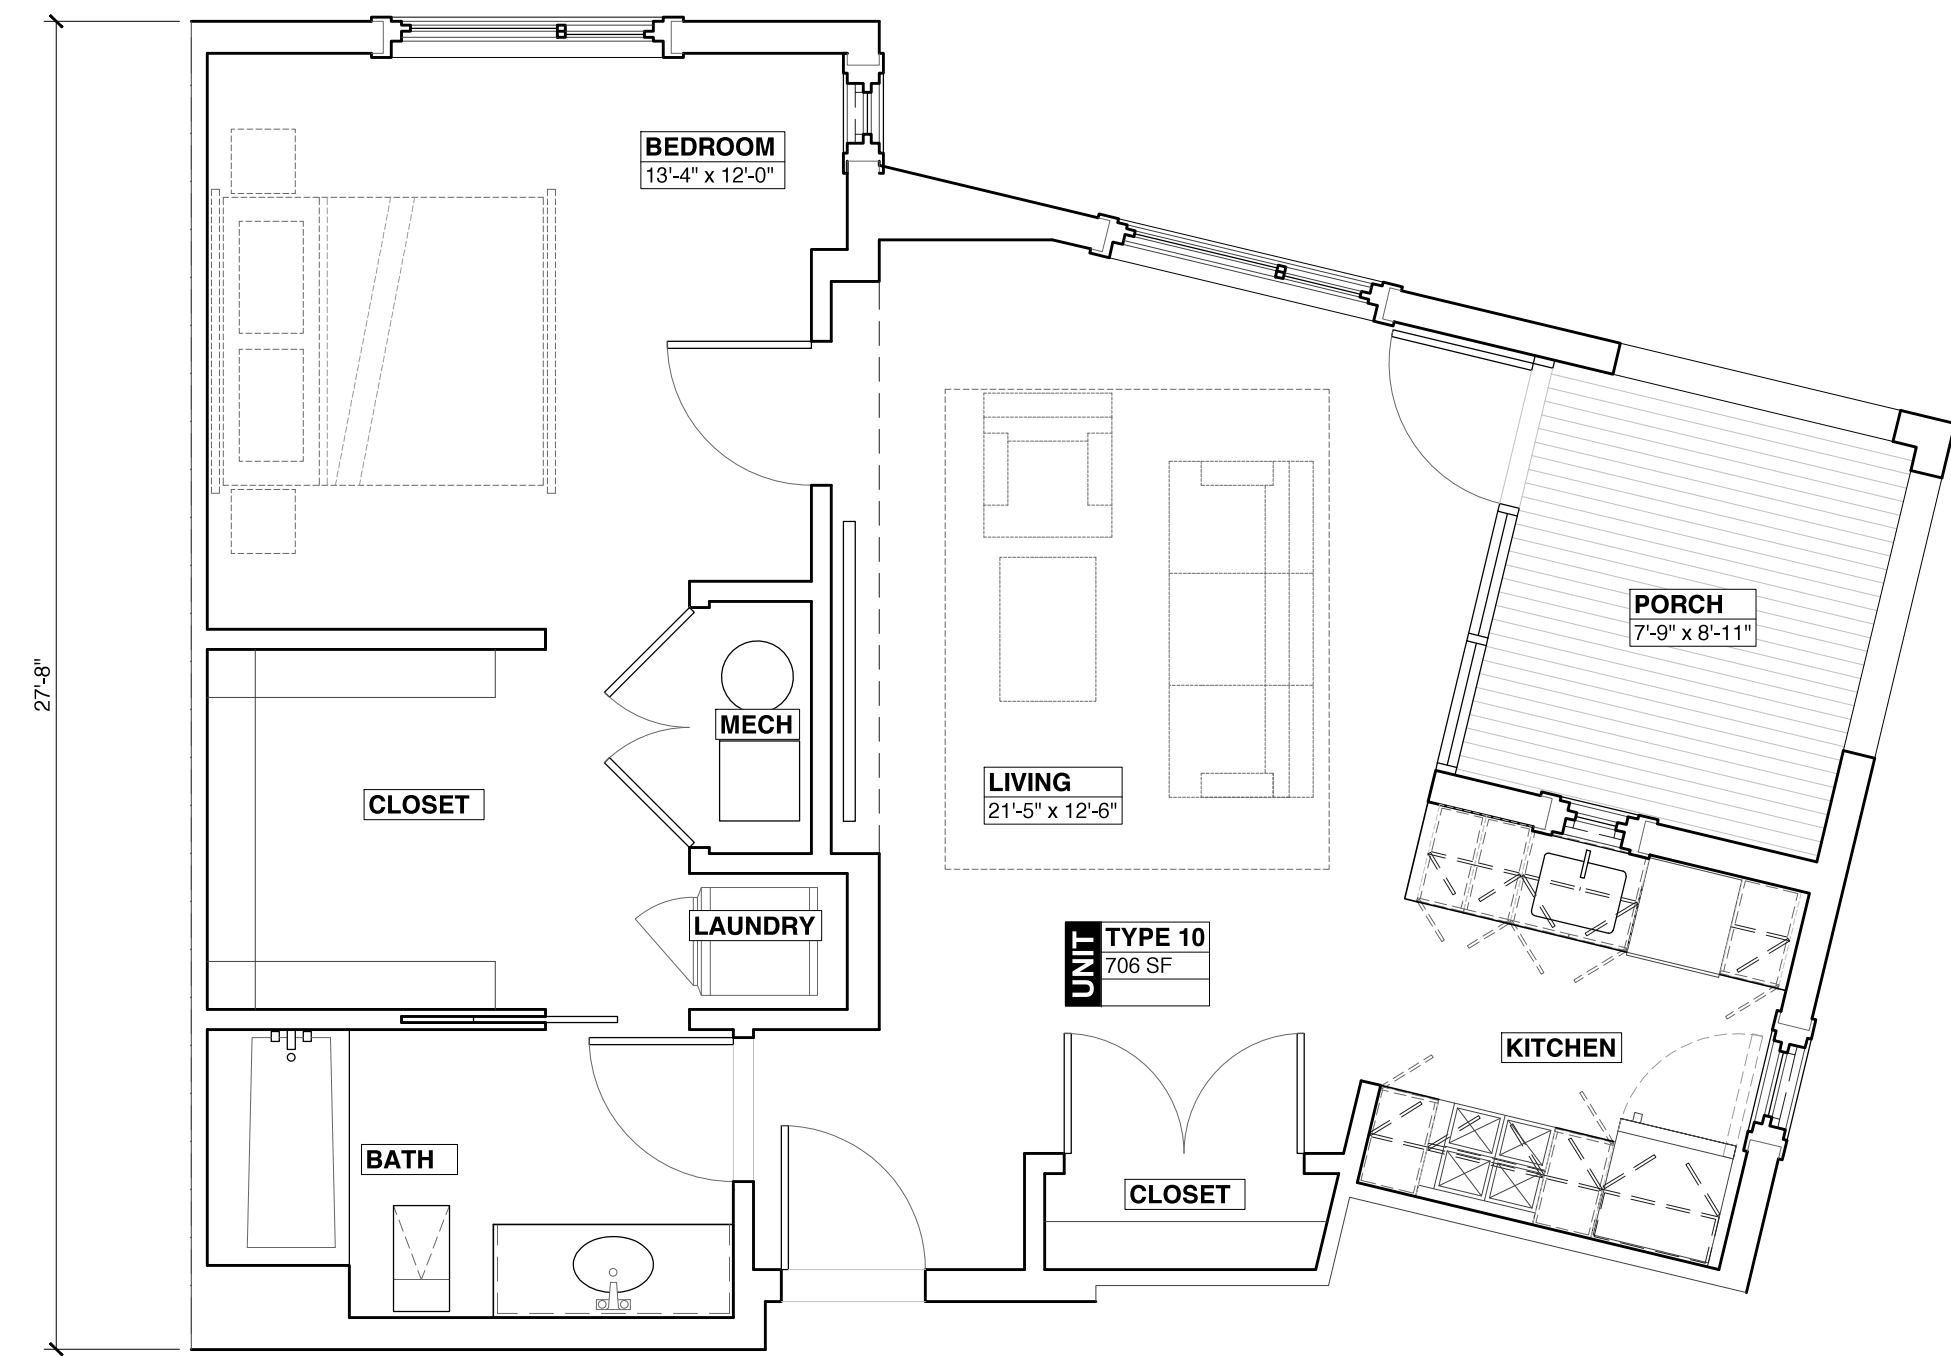 BEDROOM
13'-4" x 12'-0"
27'-8"
PORCH
7'-9" x 8'-11"
MECH
LIVING
21'-5" x 12'-6"
CLOSET
LAUNDRY
UNIT
TYPE 10
706 SF
KITCHEN
BATH
CLOSET